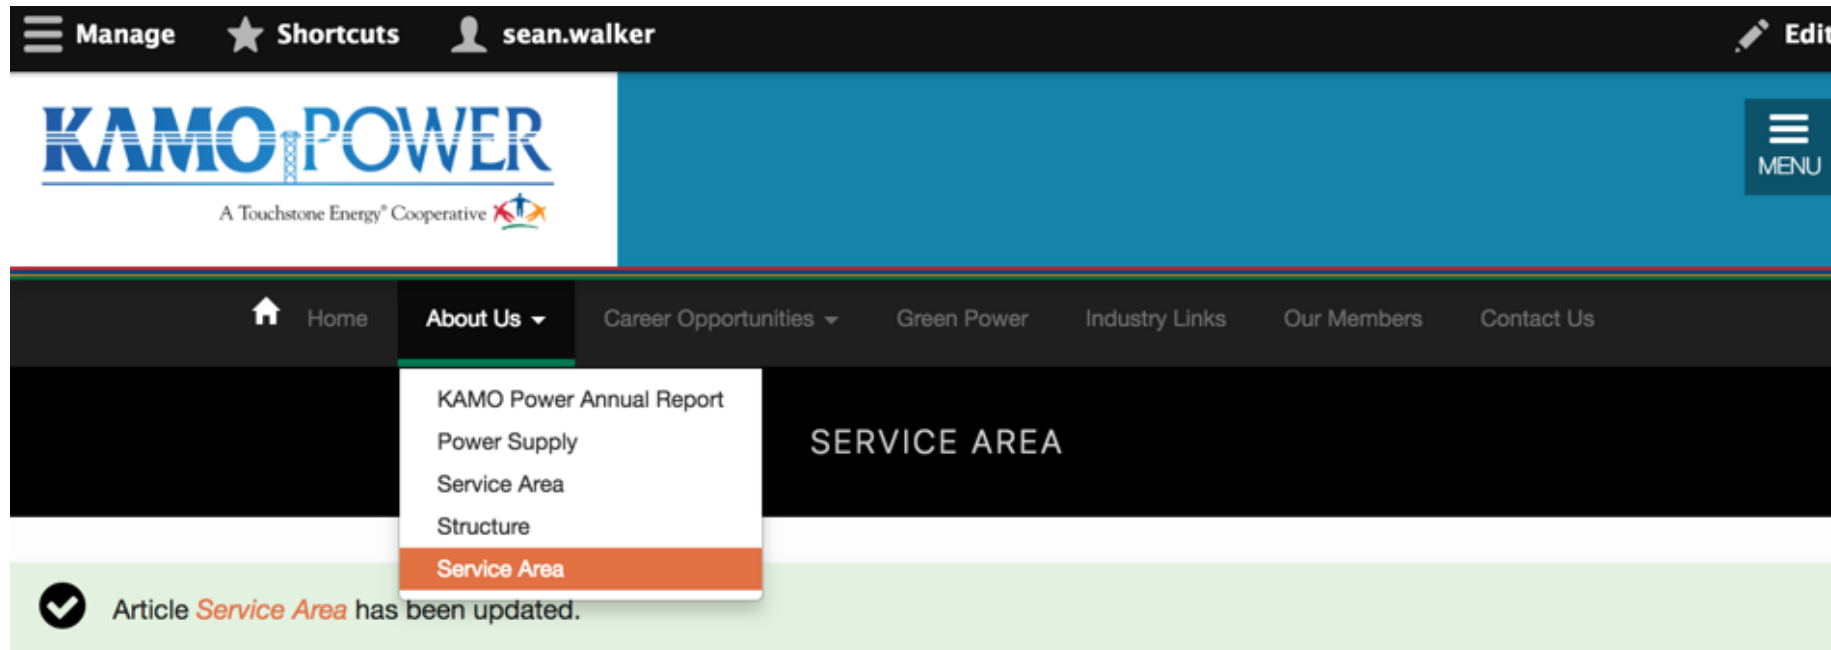 Manage Shortcuts sean.walker Edit
KAMO POWER
A Touchstone Energy® Cooperative
MENU
Home About Us Career Opportunities Green Power Industry Links Our Members Contact Us
KAMO Power Annual Report
Power Supply
Service Area
Structure
Service Area
SERVICE AREA
Article Service Area has been updated.